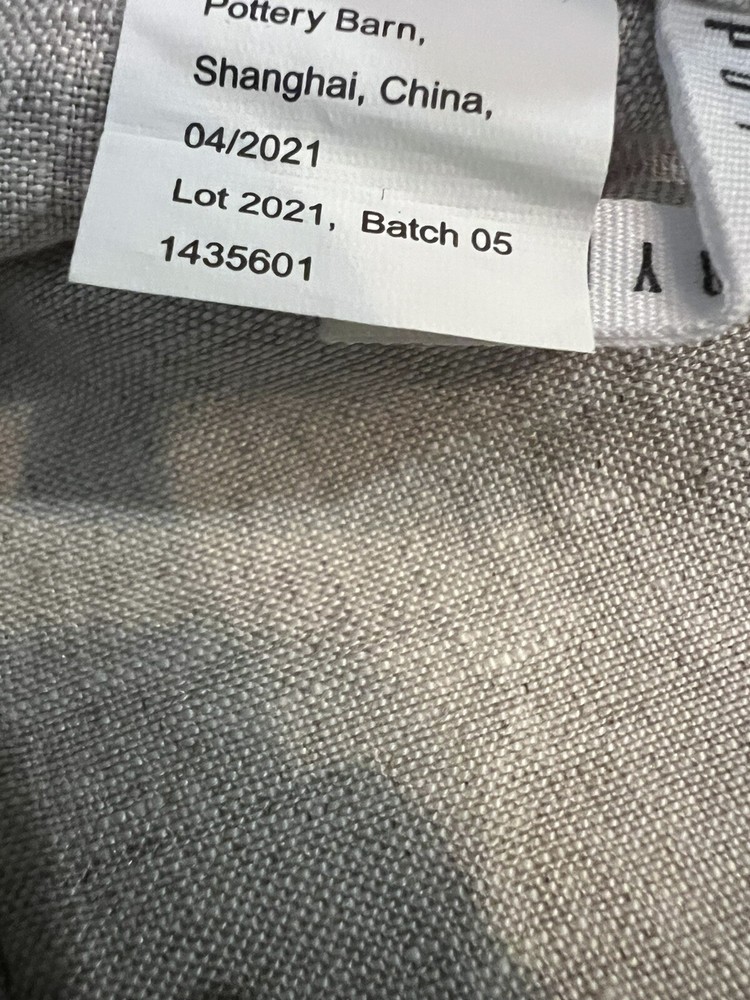 Pottery Barn,
Shanghai, China,
04/2021
Lot 2021, Batch 05
1435601